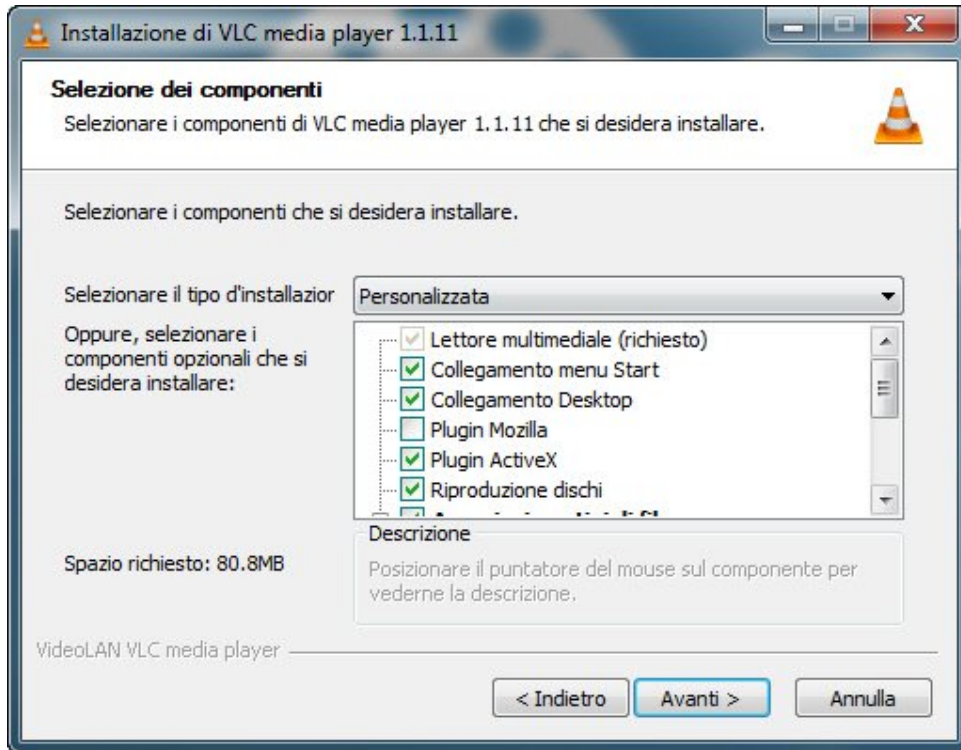 Installazione di VLC media player 1.1.11
Selezione dei componenti
Selezionare i componenti di VLC media player 1.1.11 che si desidera installare.
Selezionare i componenti che si desidera installare.
Selezionare il tipo d'installazior
Personalizzata
Oppure, selezionare i
componenti opzionali che si
desidera installare:
Lettore multimediale (richiesto)
Collegamento menu Start
Collegamento Desktop
Plugin Mozilla
Plugin ActiveX
Riproduzione dischi
Spazio richiesto: 80.8MB
Descrizione
Posizionare il puntatore del mouse sul componente per
vederne la descrizione.
VideoLAN VLC media player
< Indietro
Avanti >
Annulla